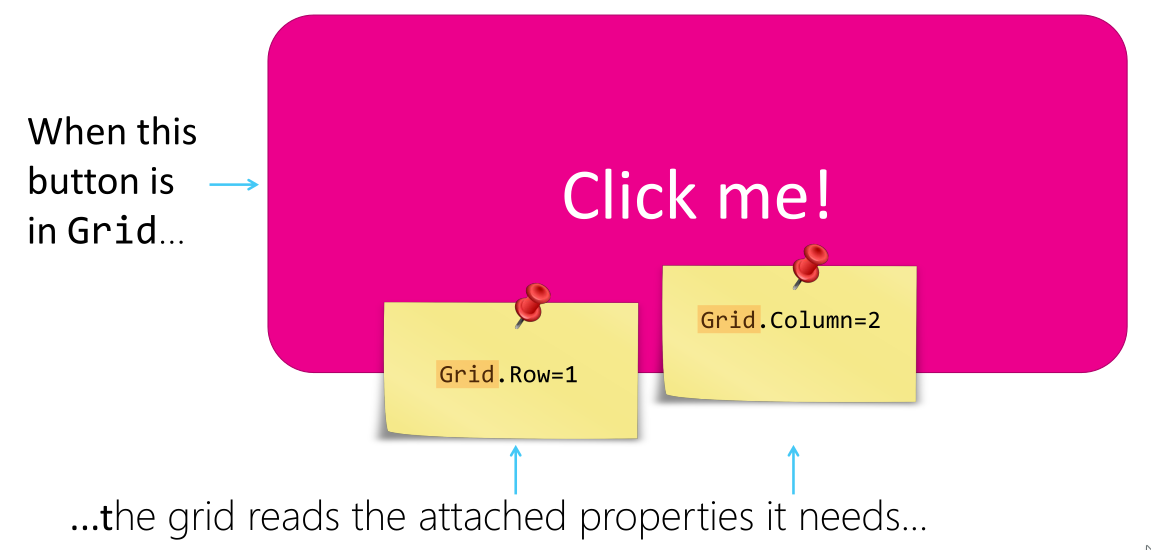 When this
button is
in Grid...
Click me!
Grid.Column=2
Grid.Row=1
...the grid reads the attached properties it needs...